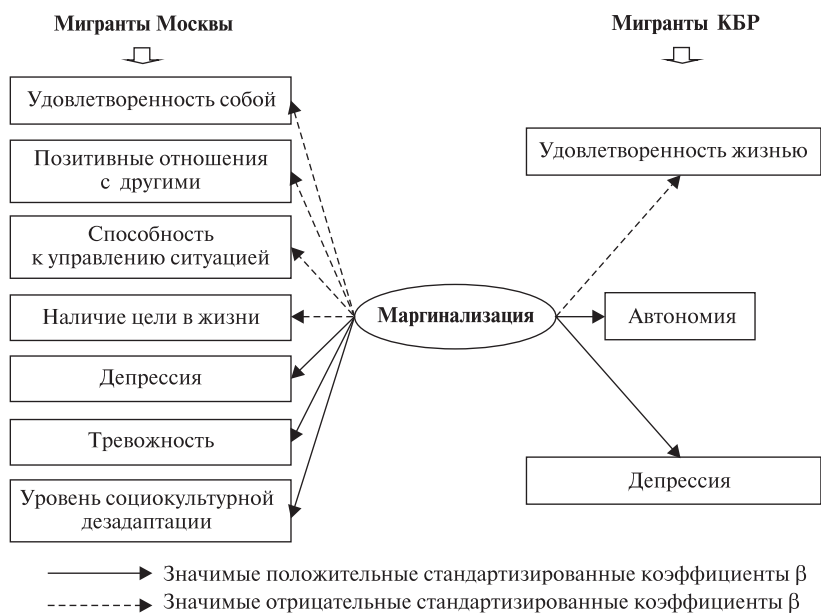 Мигранты Москвы
Удовлетворенность собой
Позитивные отношения
с другими
Способность
к управлению ситуацией
Наличие цели в жизни
Депрессия
Тревожность
Уровень социокультурной
дезадаптации
Маргинализация
Мигранты КБР
Удовлетворенность жизнью
Автономия
Депрессия
Значимые положительные стандартизированные коэффициенты β
Значимые отрицательные стандартизированные коэффициенты β